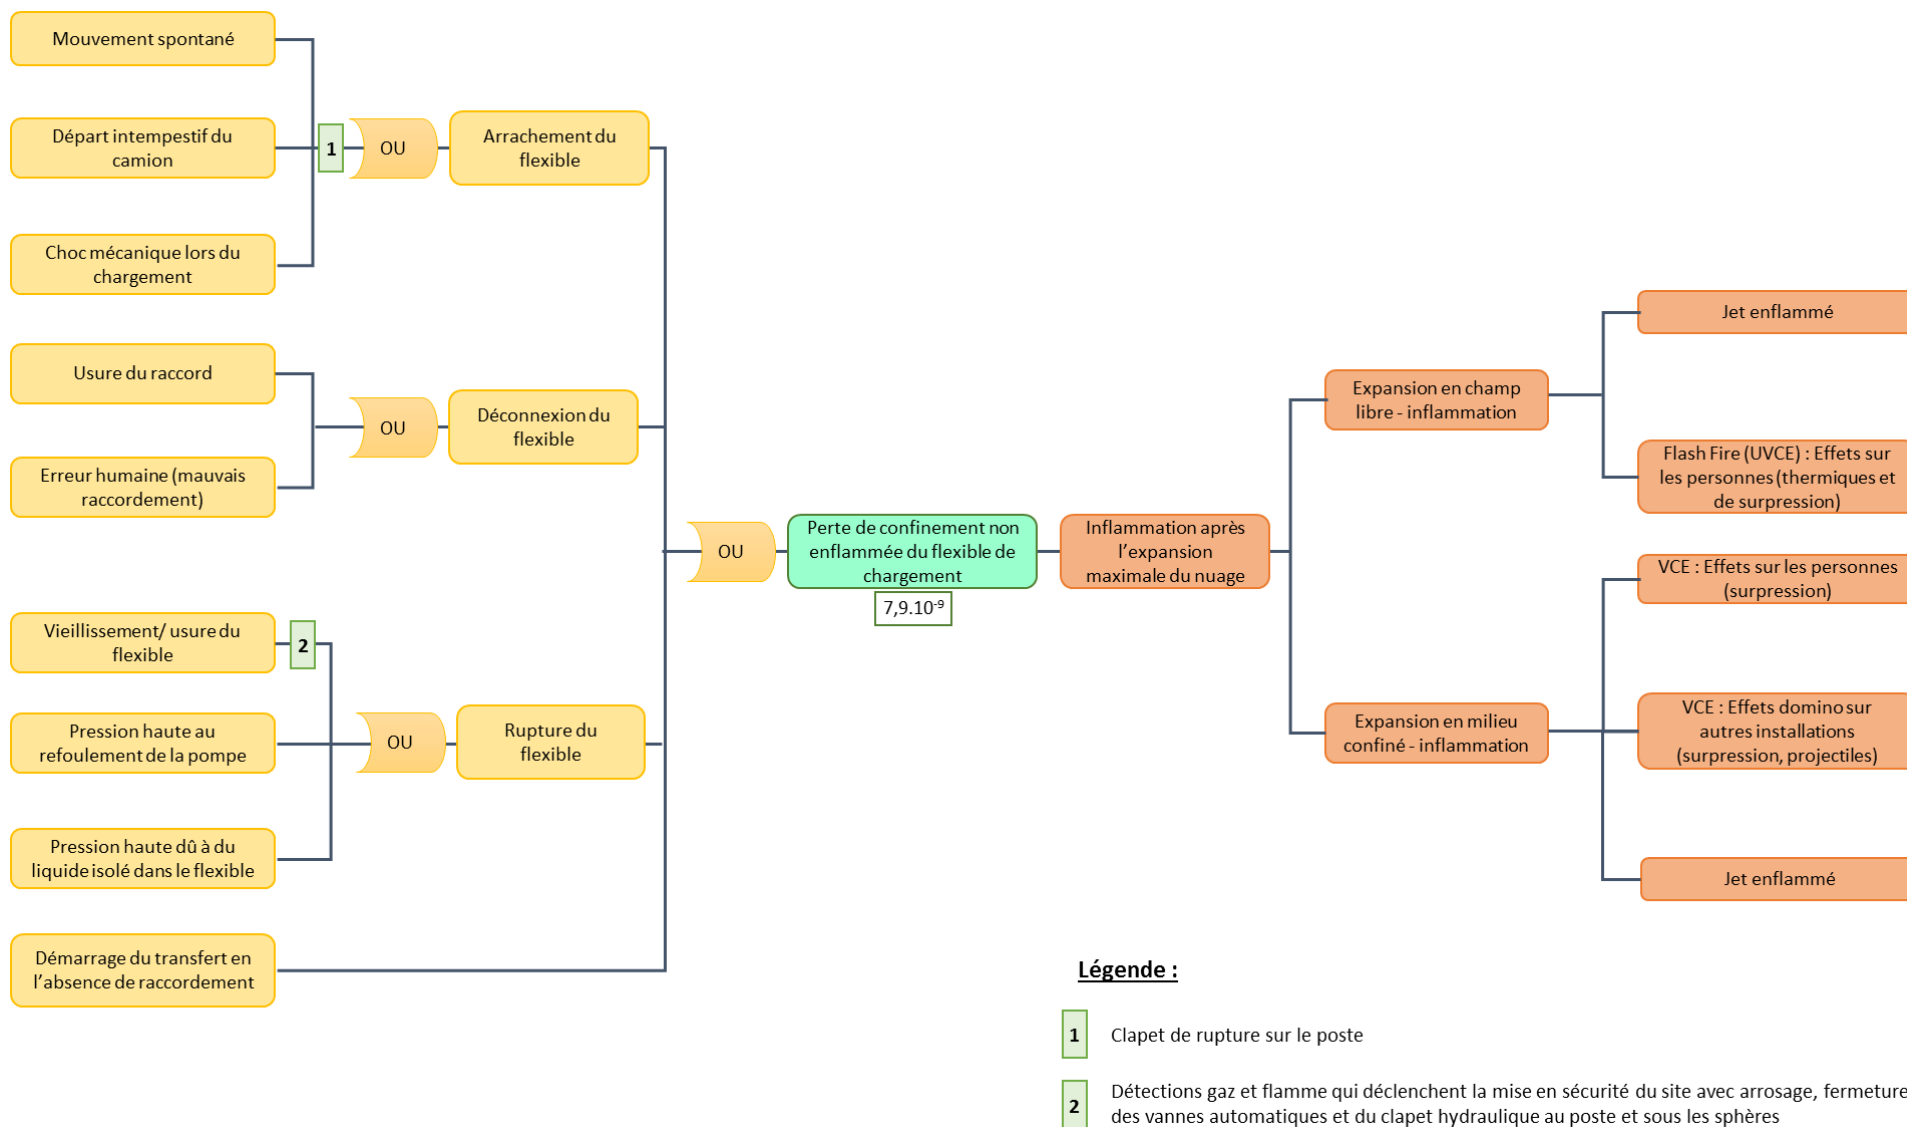 Mouvement spontané
Départ intempestif du
camion
1
OU
Arrachement du
flexible
Choc mécanique lors du
chargement
Usure du raccord
OU
Déconnexion du
flexible
Erreur humaine (mauvais
raccordement)
OU
Perte de confinement non
enflammée du flexible de
chargement
7,9.10⁻⁹
Inflammation après
l'expansion
maximale du nuage
Vieillissement/ usure du
flexible
2
Pression haute au
refoulement de la pompe
OU
Rupture du
flexible
Pression haute dû à du
liquide isolé dans le flexible
Démarrage du transfert en
l'absence de raccordement
Expansion en champ
libre - inflammation
Jet enflammé
Flash Fire (UVCE) : Effets sur
les personnes (thermiques et
de surpression)
Expansion en milieu
confiné - inflammation
VCE : Effets sur les personnes
(surpression)
VCE : Effets domino sur
autres installations
(surpression, projectiles)
Jet enflammé
Légende :
1 Clapet de rupture sur le poste
2 Détections gaz et flamme qui déclenchent la mise en sécurité du site avec arrosage, fermeture
des vannes automatiques et du clapet hydraulique au poste et sous les sphères